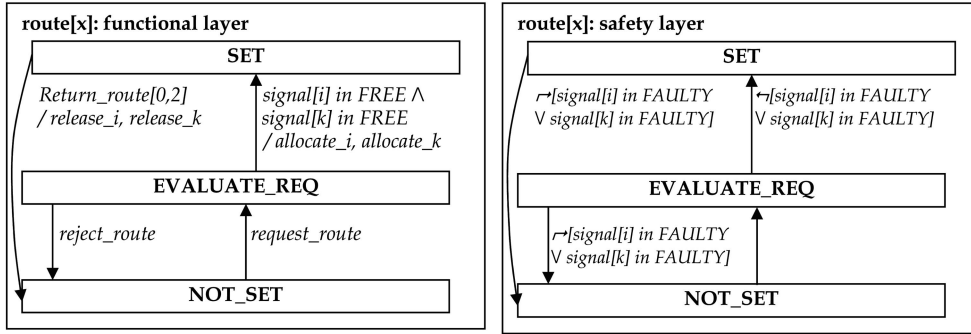 route[x]: functional layer
SET
Return_route[0,2]
/ release_i, release_k
signal[i] in FREE ∧
signal[k] in FREE
/ allocate_i, allocate_k
EVALUATE_REQ
reject_route
request_route
NOT_SET
route[x]: safety layer
SET
↱[signal[i] in FAULTY
∨ signal[k] in FAULTY]
↰[signal[i] in FAULTY
∨ signal[k] in FAULTY]
EVALUATE_REQ
↱[signal[i] in FAULTY
∨ signal[k] in FAULTY]
NOT_SET